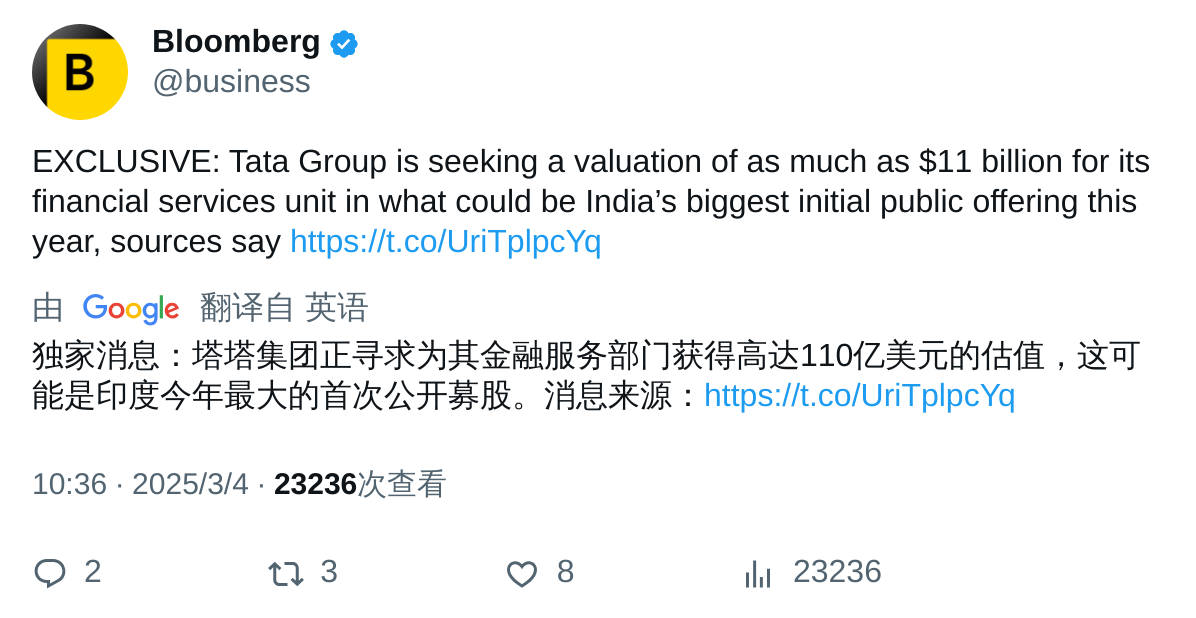 B
Bloomberg
@business
EXCLUSIVE: Tata Group is seeking a valuation of as much as $11 billion for its
financial services unit in what could be India’s biggest initial public offering this
year, sources say https://t.co/UriTplpcYq
由 Google 翻译自 英语
独家消息：塔塔集团正寻求为其金融服务部门获得高达110亿美元的估值，这可
能是印度今年最大的首次公开募股。消息来源：https://t.co/UriTplpcYq
10:36 · 2025/3/4 · 23236次查看
2 3 8 23236